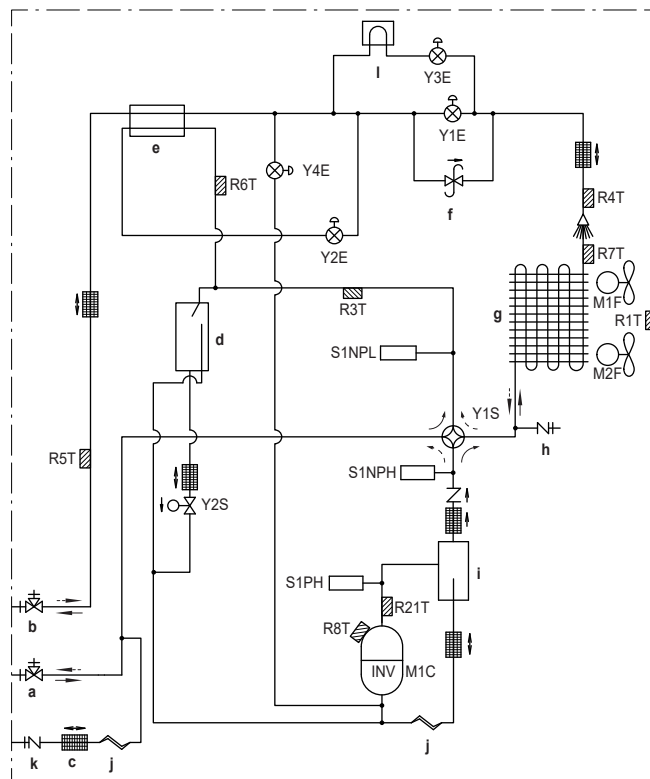 l
Y3E
Y1E
e
R6T
Y4E
f
R4T
Y2E
R7T
g
M1F
R3T
R1T
d
S1NPL
M2F
Y1S
h
R5T
S1NPH
Y2S
i
S1PH
R21T
b
R8T
INV
M1C
a
j
k
c
j